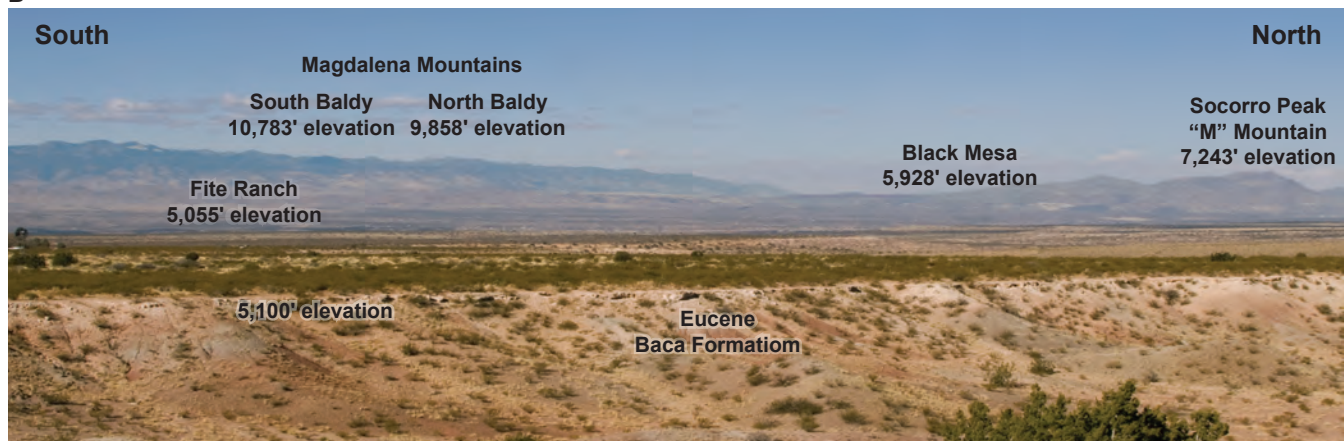 South
North
Magdalena Mountains
South Baldy
10,783' elevation
North Baldy
9,858' elevation
Socorro Peak
“M” Mountain
7,243' elevation
Black Mesa
5,928' elevation
Fite Ranch
5,055' elevation
5,100' elevation
Eucene
Baca Formatiom